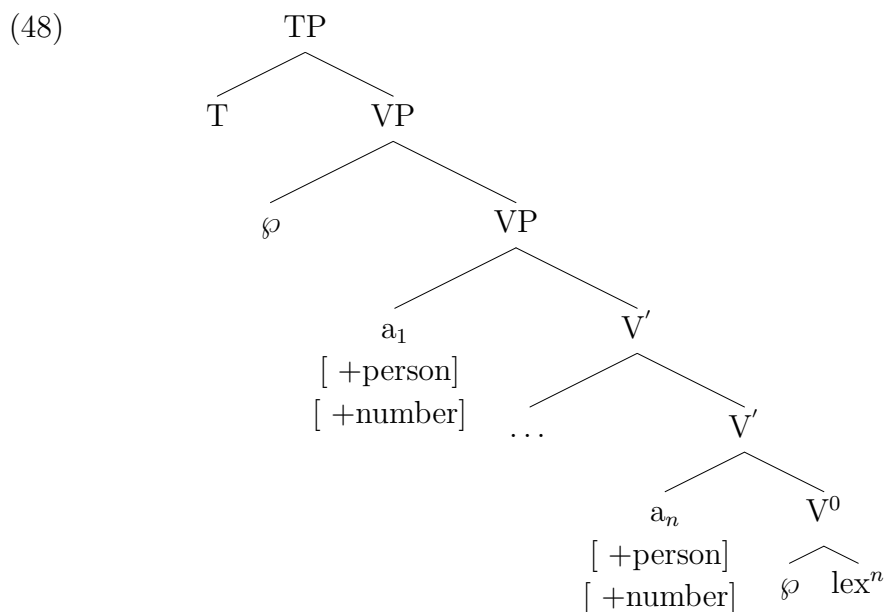 (48)
TP
T VP
℘ VP
a₁ V′
[ +person]
[ +number]
... V′
aₙ V⁰
[ +person]
[ +number]
℘ lexⁿ